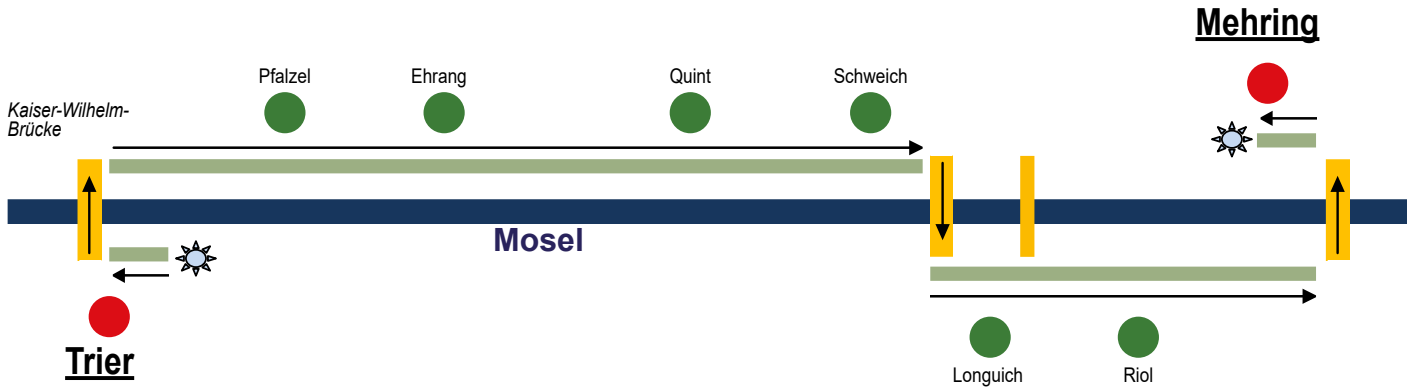 Mehring
Pfalzel
Ehrang
Quint
Schweich
Kaiser-Wilhelm-
Brücke
Mosel
Trier
Longuich
Riol